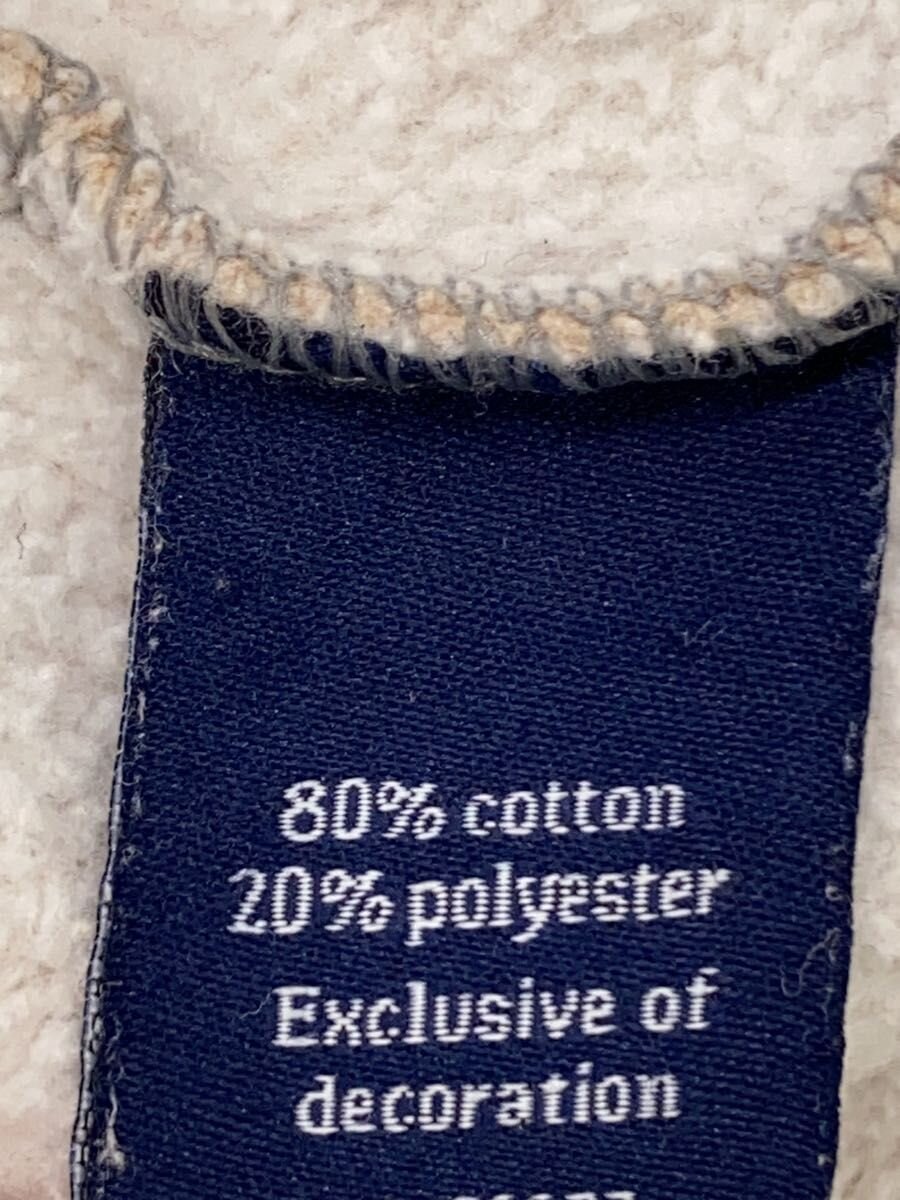 80% cotton
20% polyester
Exclusive of
decoration